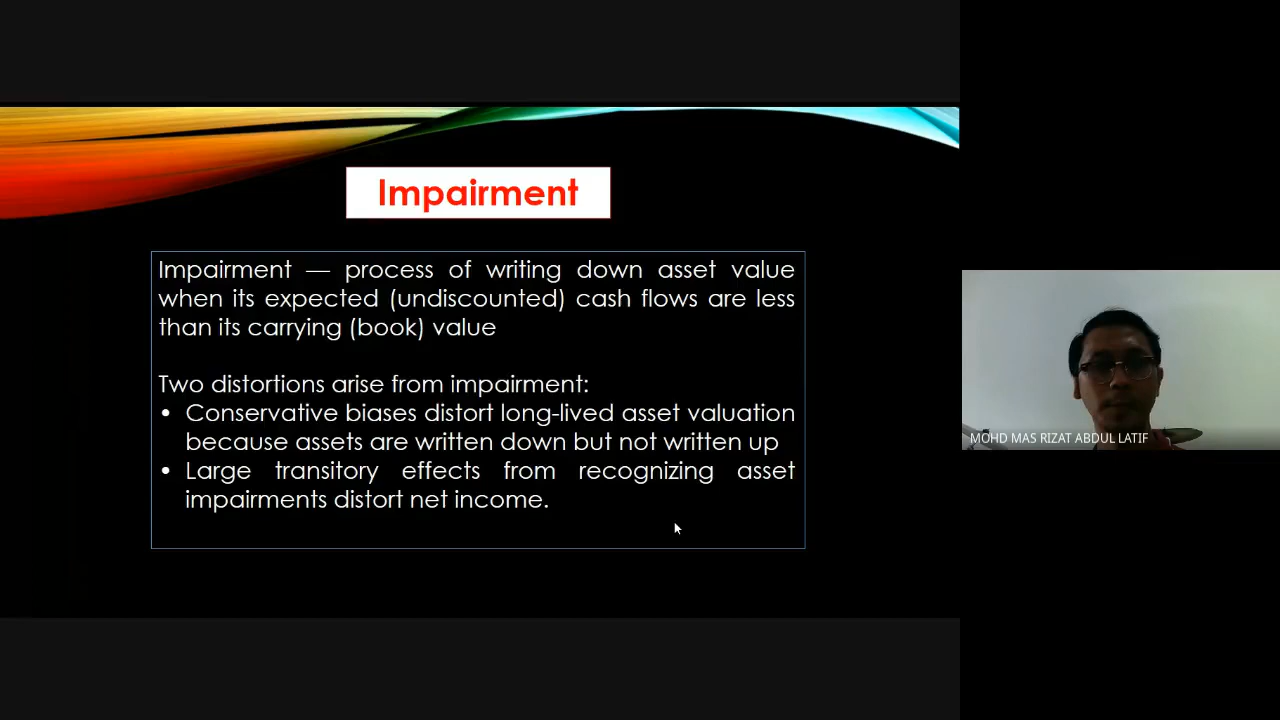 Impairment
Impairment — process of writing down asset value
when its expected (undiscounted) cash flows are less
than its carrying (book) value
Two distortions arise from impairment:
• Conservative biases distort long-lived asset valuation
because assets are written down but not written up
• Large transitory effects from recognizing asset
impairments distort net income.
MOHD MAS RIZAT ABDUL LATIF